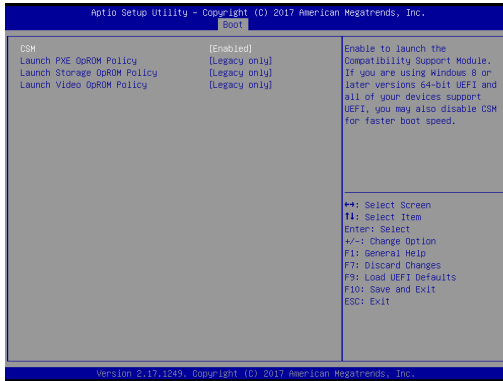 Aptio Setup Utility - Copyright (C) 2017 American Megatrends, Inc.
Boot
CSM [Enabled]
Launch PXE OpROM Policy [Legacy only]
Launch Storage OpROM Policy [Legacy only]
Launch Video OpROM Policy [Legacy only]
Enable to launch the
Compatibility Support Module.
If you are using Windows 8 or
later versions 64-bit UEFI and
all of your devices support
UEFI, you may also disable CSM
for faster boot speed.
↔: Select Screen
↑↓: Select Item
Enter: Select
+/-: Change Option
F1: General Help
F7: Discard Changes
F9: Load UEFI Defaults
F10: Save and Exit
ESC: Exit
Version 2.17.1249. Copyright (C) 2017 American Megatrends, Inc.